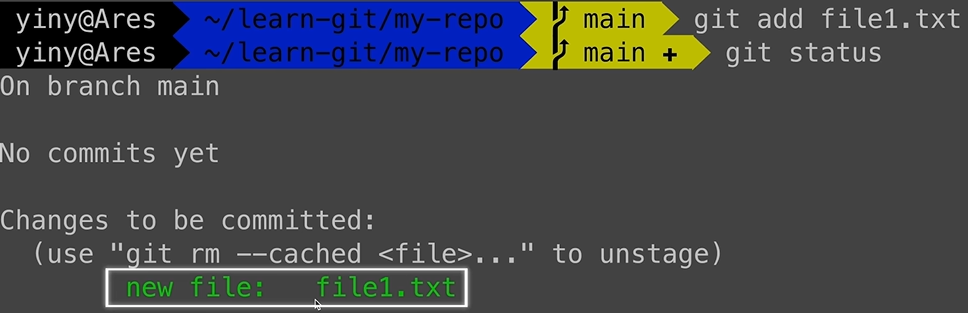 yiny@Ares ~/learn-git/my-repo main git add file1.txt
yiny@Ares ~/learn-git/my-repo main + git status
On branch main
No commits yet
Changes to be committed:
(use "git rm --cached <file>..." to unstage)
new file: file1.txt